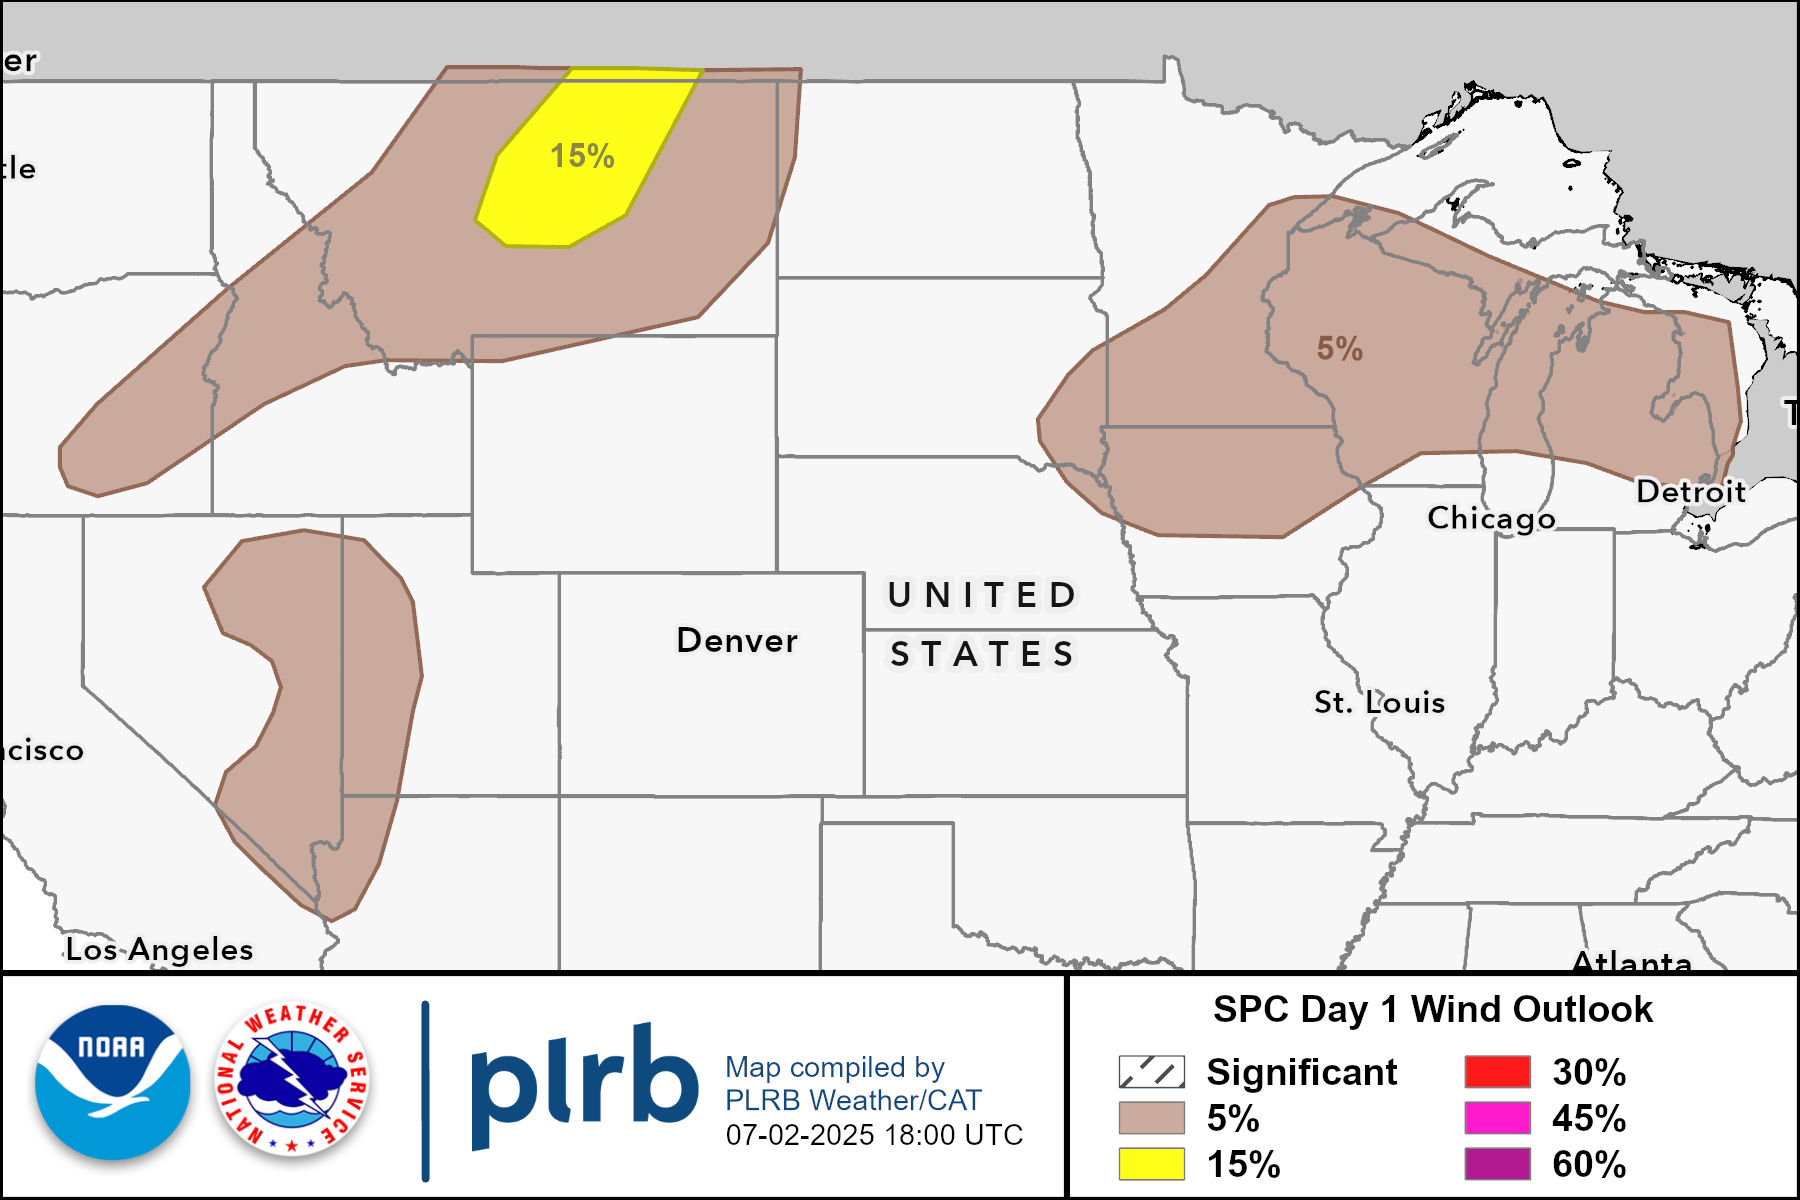 er
tle
15%
5%
T
Detroit
Chicago
UNITED
STATES
Denver
St. Louis
cisco
Los Angeles
Atlanta
NOAA
NATIONAL WEATHER SERVICE
plrb
Map compiled by
PLRB Weather/CAT
07-02-2025 18:00 UTC
SPC Day 1 Wind Outlook
Significant
5%
15%
30%
45%
60%